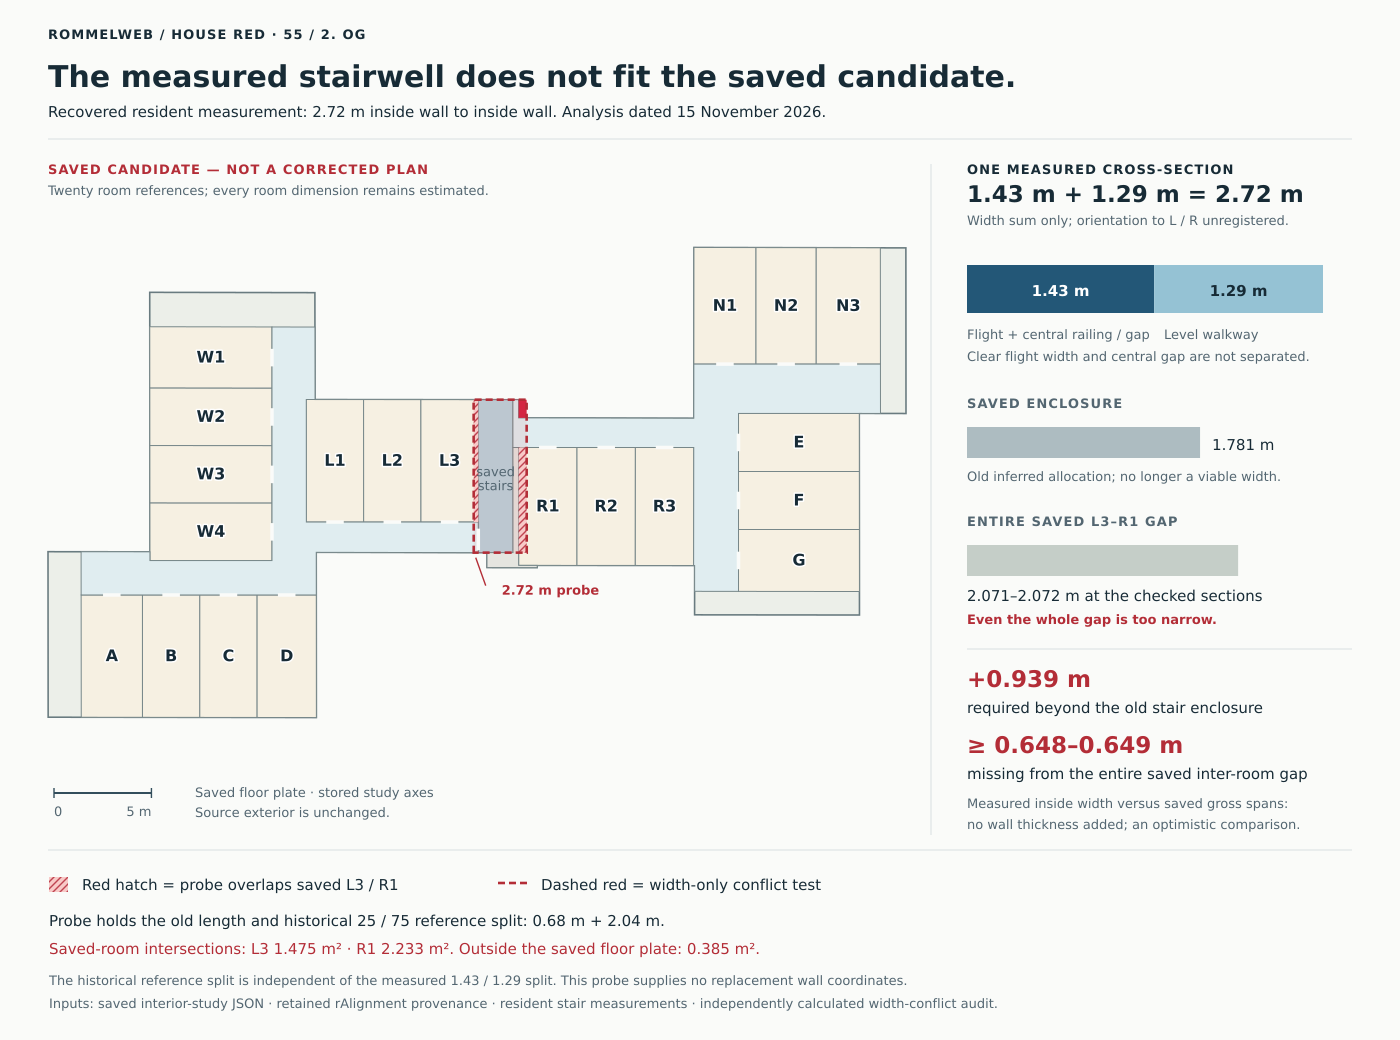 ROMMELWEB / HOUSE RED · 55 / 2. OG
The measured stairwell does not fit the saved candidate.
Recovered resident measurement: 2.72 m inside wall to inside wall. Analysis dated 15 November 2026.
SAVED CANDIDATE — NOT A CORRECTED PLAN
Twenty room references; every room dimension remains estimated.
N1
N2
N3
W1
W2
W3
W4
L1
L2
L3
saved
stairs
R1
R2
R3
E
F
G
2.72 m probe
A
B
C
D
0
5 m
Saved floor plate · stored study axes
Source exterior is unchanged.
ONE MEASURED CROSS-SECTION
1.43 m + 1.29 m = 2.72 m
Width sum only; orientation to L / R unregistered.
1.43 m
1.29 m
Flight + central railing / gap
Level walkway
Clear flight width and central gap are not separated.
SAVED ENCLOSURE
1.781 m
Old inferred allocation; no longer a viable width.
ENTIRE SAVED L3–R1 GAP
2.071–2.072 m at the checked sections
Even the whole gap is too narrow.
+0.939 m
required beyond the old stair enclosure
≥ 0.648–0.649 m
missing from the entire saved inter-room gap
Measured inside width versus saved gross spans:
no wall thickness added; an optimistic comparison.
Red hatch = probe overlaps saved L3 / R1
Dashed red = width-only conflict test
Probe holds the old length and historical 25 / 75 reference split: 0.68 m + 2.04 m.
Saved-room intersections: L3 1.475 m² · R1 2.233 m². Outside the saved floor plate: 0.385 m².
The historical reference split is independent of the measured 1.43 / 1.29 split. This probe supplies no replacement wall coordinates.
Inputs: saved interior-study JSON · retained rAlignment provenance · resident stair measurements · independently calculated width-conflict audit.